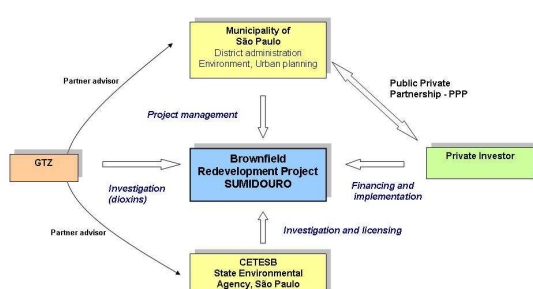 Municipality of
São Paulo
District administration
Environment, Urban planning
Partner advisor
Public Private
Partnership - PPP
Project management
GTZ
Brownfield
Redevelopment Project
SUMIDOURO
Private Investor
Investigation
(dioxins)
Financing and
implementation
Partner advisor
Investigation and licensing
CETESB
State Environmental
Agency, São Paulo